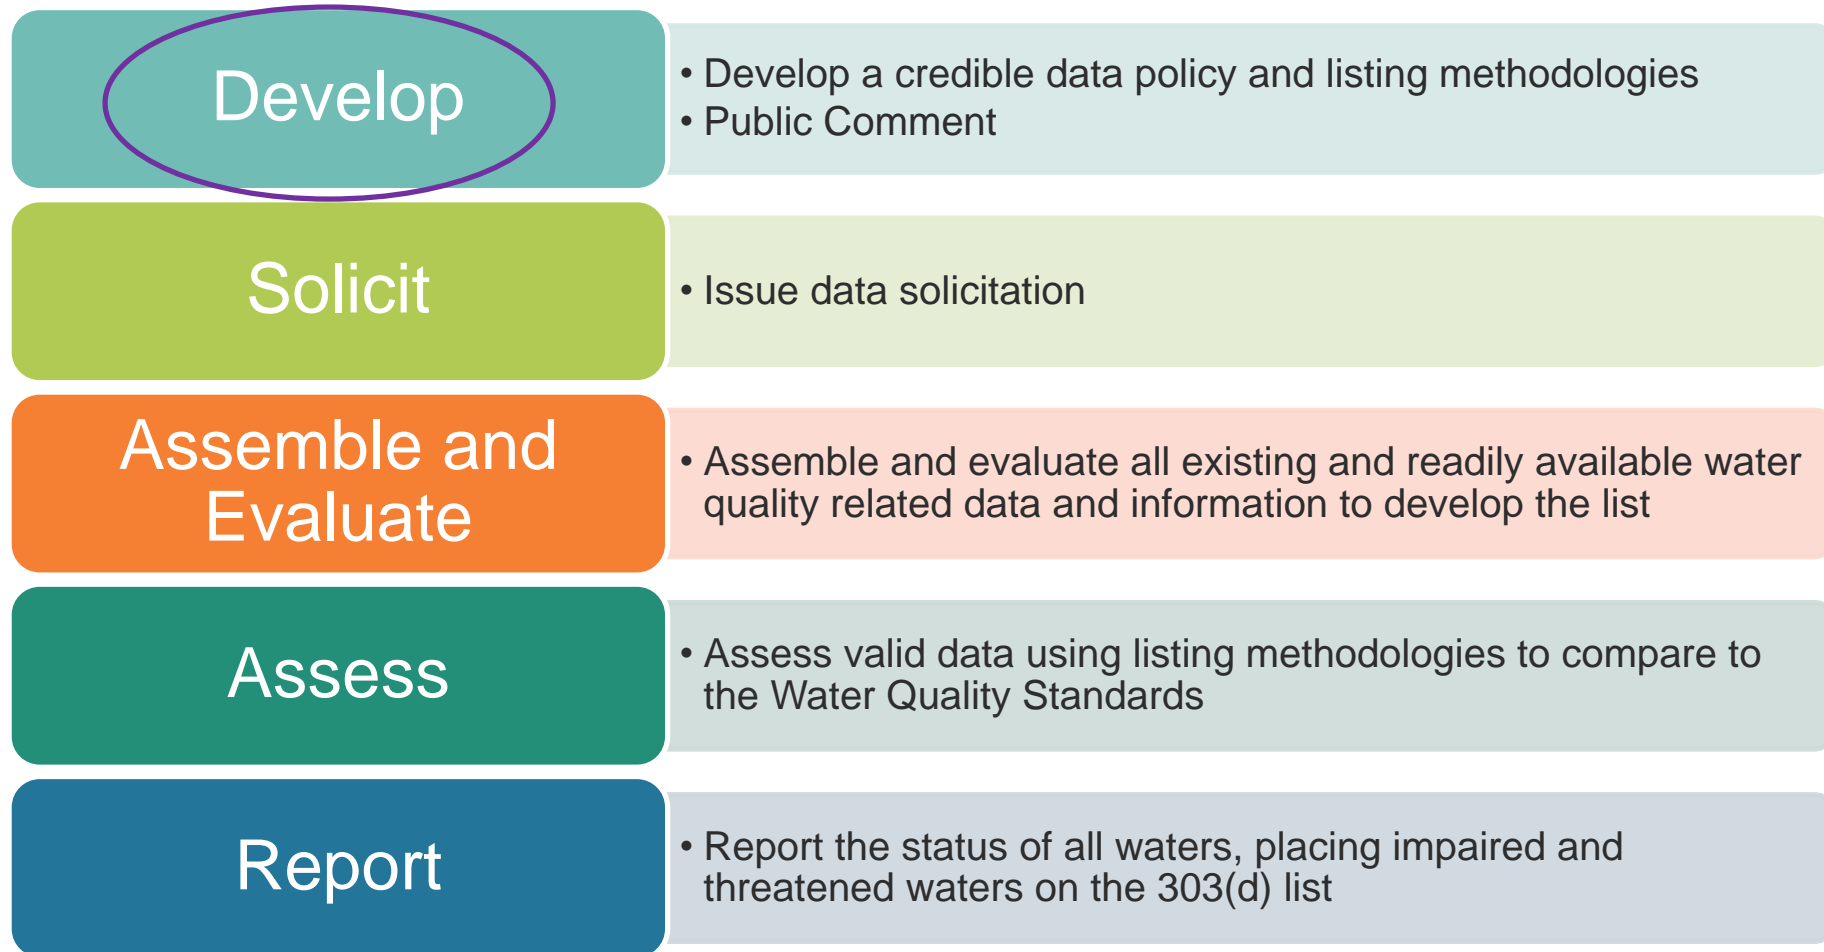 Develop
• Develop a credible data policy and listing methodologies
• Public Comment
Solicit
• Issue data solicitation
Assemble and
Evaluate
• Assemble and evaluate all existing and readily available water
quality related data and information to develop the list
Assess
• Assess valid data using listing methodologies to compare to
the Water Quality Standards
Report
• Report the status of all waters, placing impaired and
threatened waters on the 303(d) list